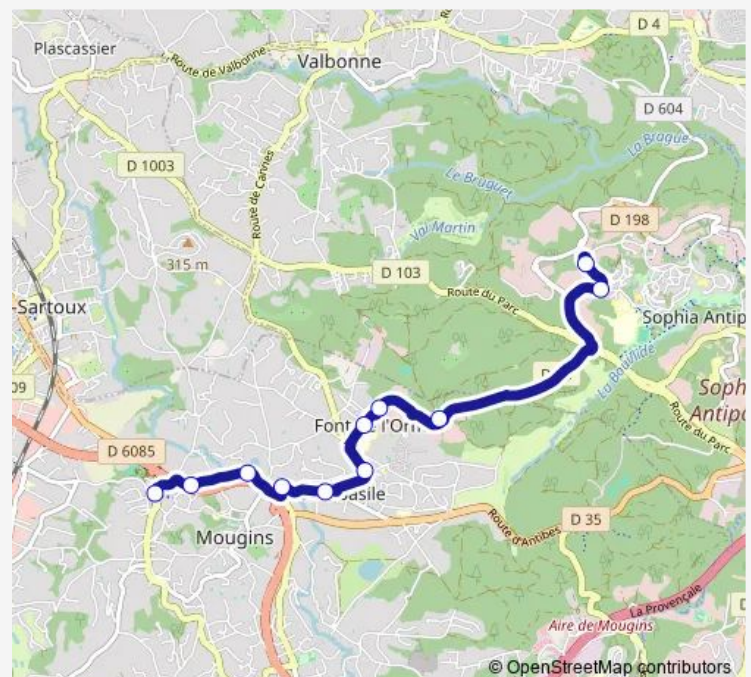 D 4
Plascassier
Route de Valbonne
Valbonne
D 604
La Brague
Le Bruguet
D 1003
Route de Cannes
D 198
Val Martin
315 m
D 103
Route du Parc
-Sartoux
Sophia Antip
La Bouillide
09
Soph
Antipo
Route du Parc
D 6085
D 35
Mougins
Route d'Antibes
La Provençale
Aire de Mougins
D
© OpenStreetMap contributors